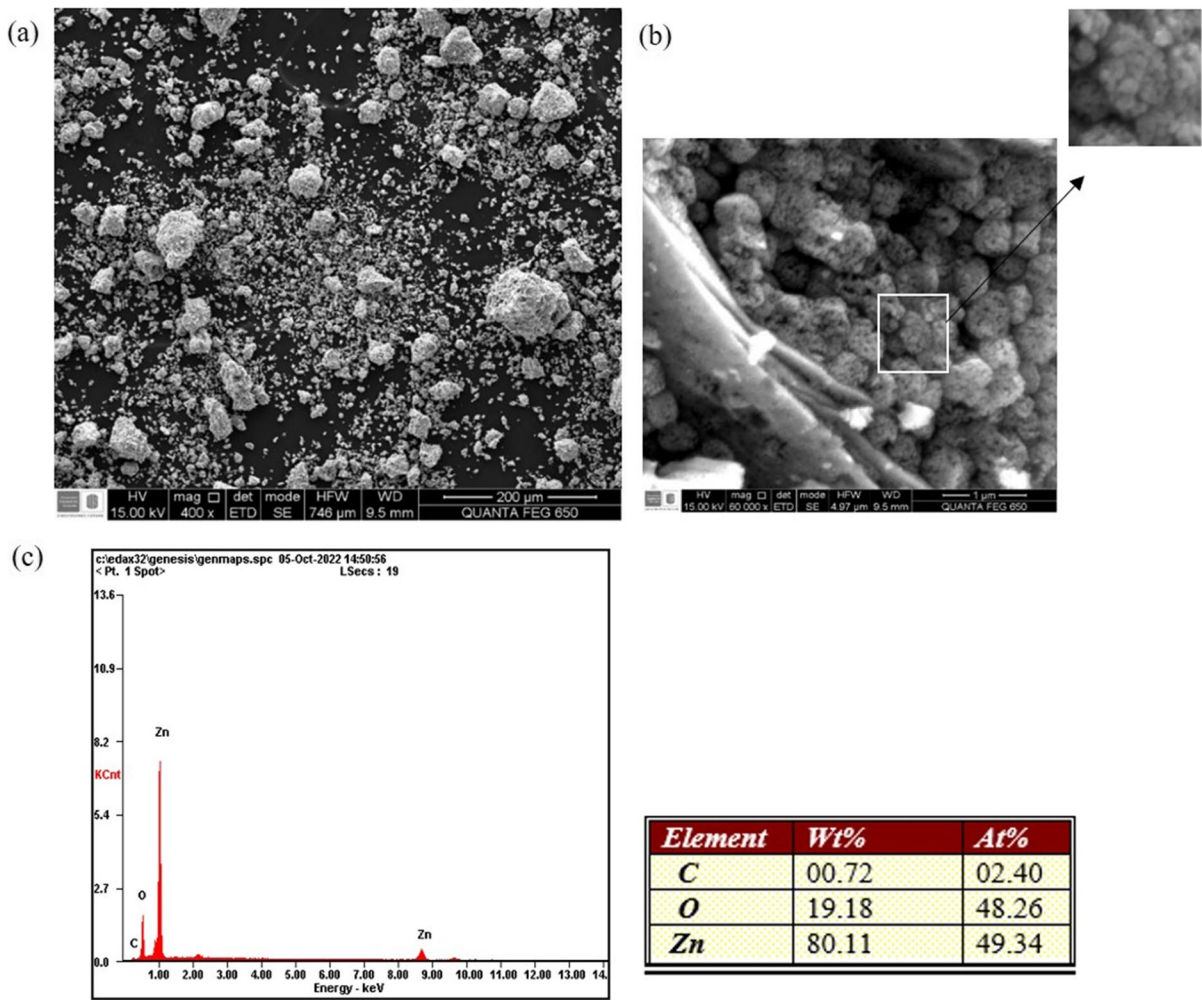 (a)
HV mag □ det mode HFW WD 200 µm
15.00 kV 400 x ETD SE 746 µm 9.5 mm QUANTA FEG 650
(b)
HV mag □ det mode HFW WD 1 µm
15.00 kV 60 000 x ETD SE 4.97 µm 9.5 mm QUANTA FEG 650
(c)
c:\edax32\genesis\genmaps.spc 05-Oct-2022 14:50:56
< Pt. 1 Spot> LSecs : 19
13.6
10.9
8.2
KCnt
5.4
2.7
0.0
Zn
O
C
Zn
1.00 2.00 3.00 4.00 5.00 6.00 7.00 8.00 9.00 10.00 11.00 12.00 13.00 14.
Energy - keV
Element Wt% At%
C 00.72 02.40
O 19.18 48.26
Zn 80.11 49.34